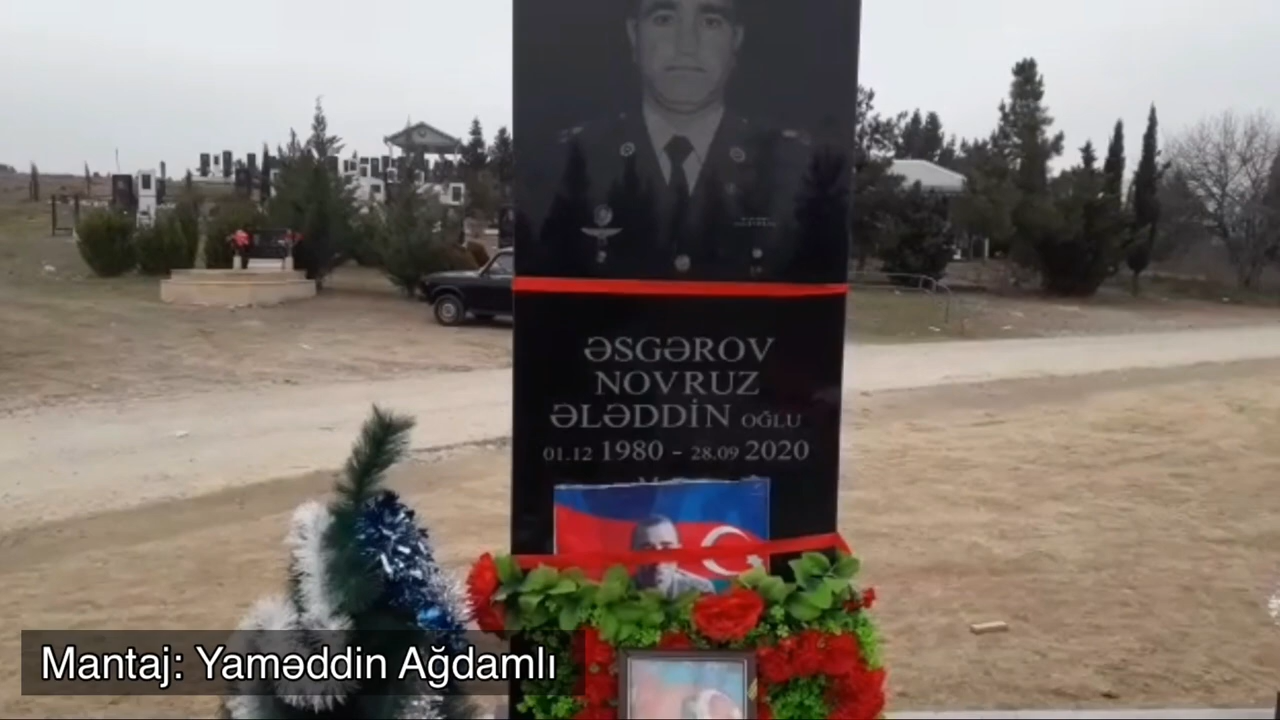 ƏSGƏROV
NOVRUZ
ƏLƏDDİN OĞLU
01.12 1980 - 28.09 2020
Mantaj: Yaməddin Ağdamlı